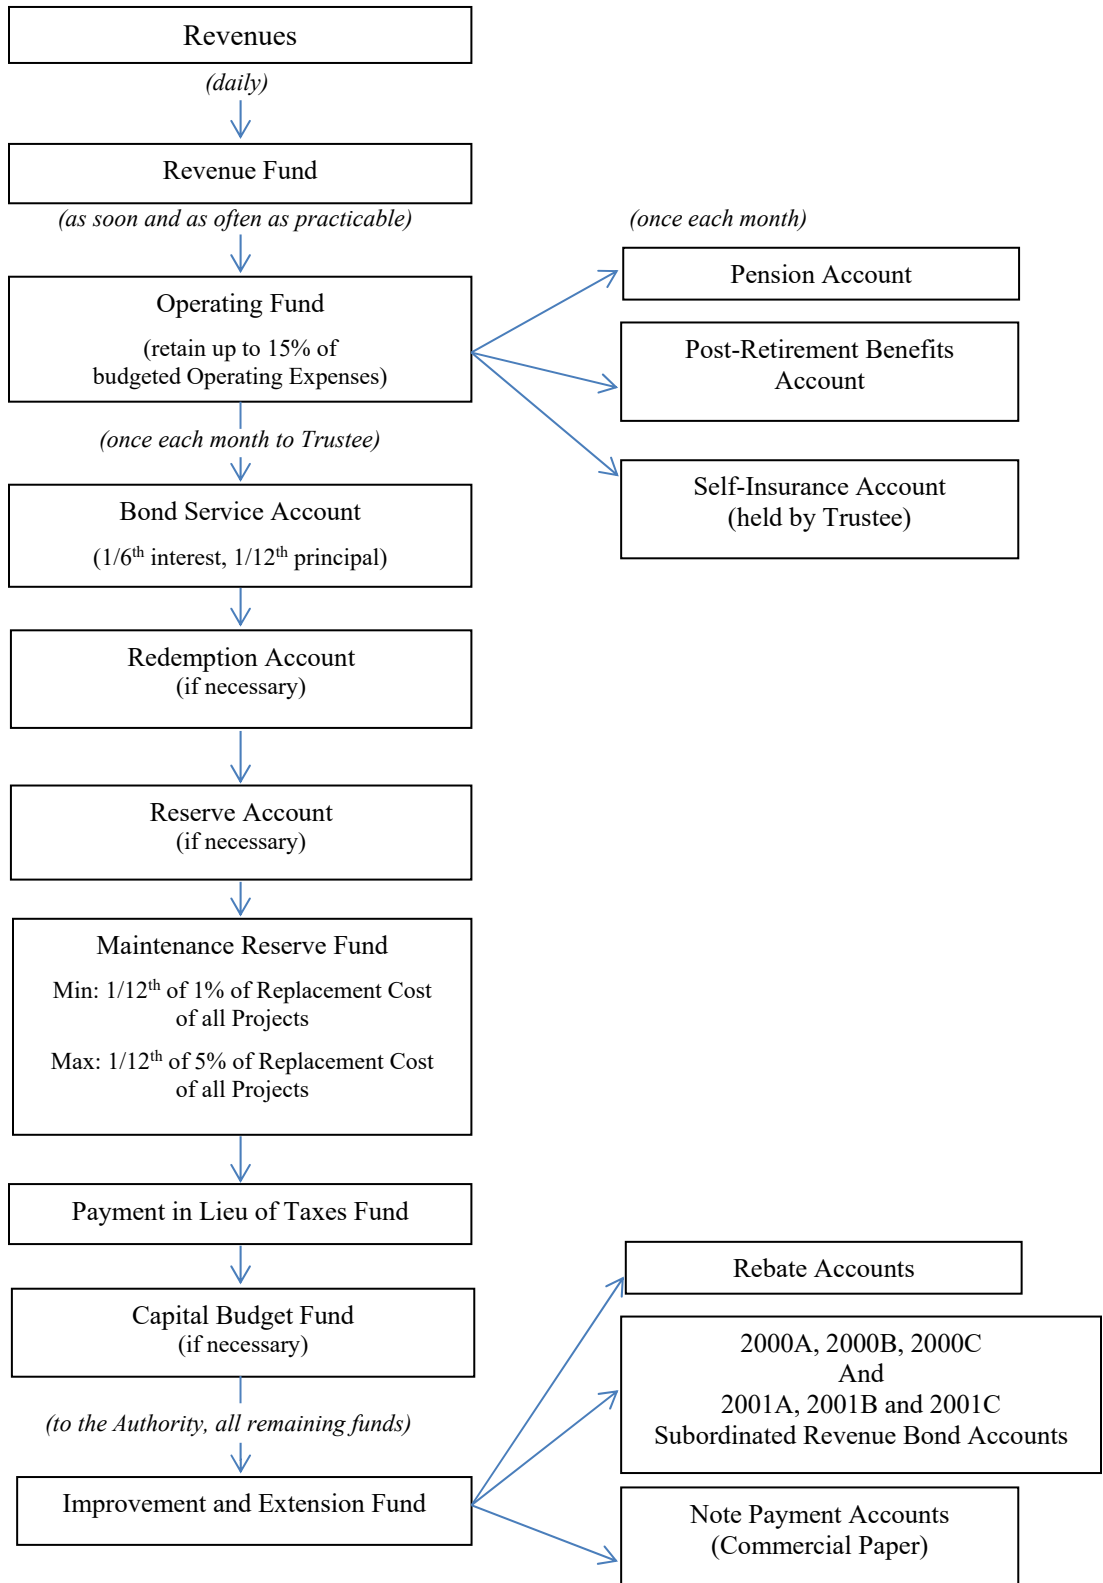 Revenues
(daily)
Revenue Fund
(as soon and as often as practicable)
(once each month)
Pension Account
Operating Fund
(retain up to 15% of
budgeted Operating Expenses)
Post-Retirement Benefits
Account
(once each month to Trustee)
Self-Insurance Account
(held by Trustee)
Bond Service Account
(1/6th interest, 1/12th principal)
Redemption Account
(if necessary)
Reserve Account
(if necessary)
Maintenance Reserve Fund
Min: 1/12th of 1% of Replacement Cost
of all Projects
Max: 1/12th of 5% of Replacement Cost
of all Projects
Payment in Lieu of Taxes Fund
Rebate Accounts
Capital Budget Fund
(if necessary)
2000A, 2000B, 2000C
And
2001A, 2001B and 2001C
Subordinated Revenue Bond Accounts
(to the Authority, all remaining funds)
Improvement and Extension Fund
Note Payment Accounts
(Commercial Paper)